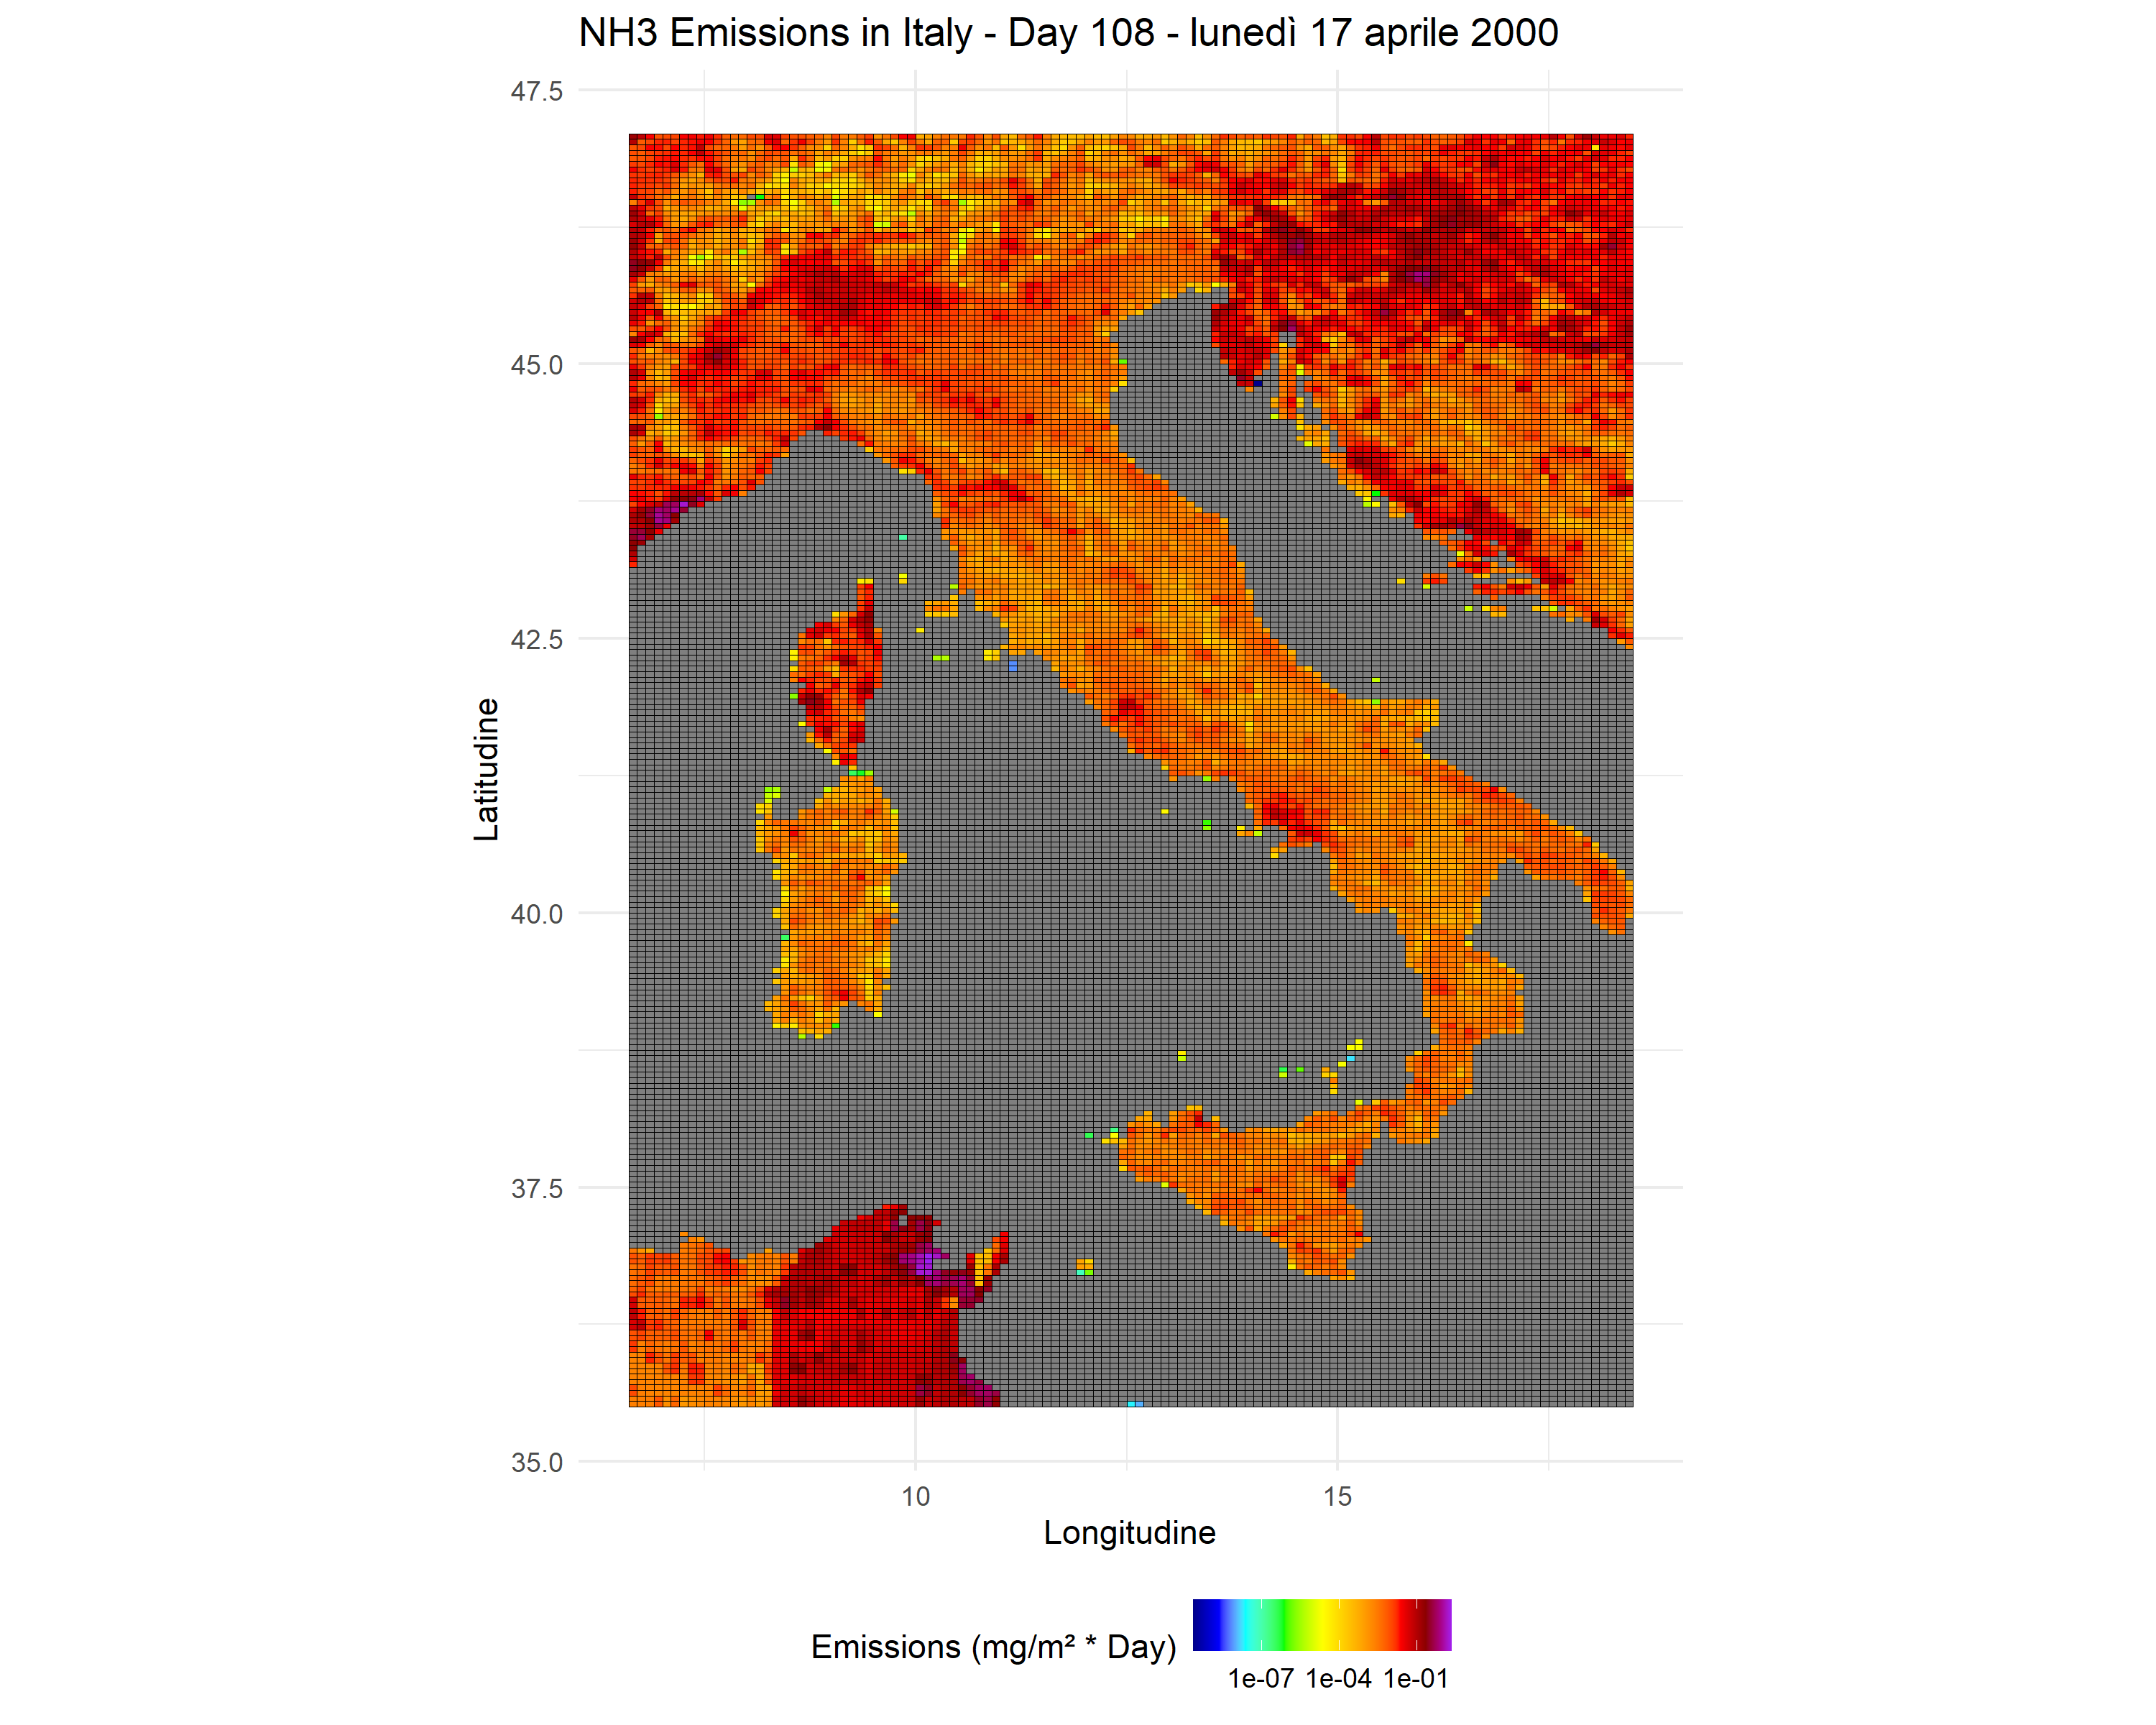 NH3 Emissions in Italy - Day 108 - lunedì 17 aprile 2000
47.5
45.0
42.5
40.0
37.5
35.0
Latitudine
10 15
Longitudine
Emissions (mg/m² * Day)
1e-07 1e-04 1e-01